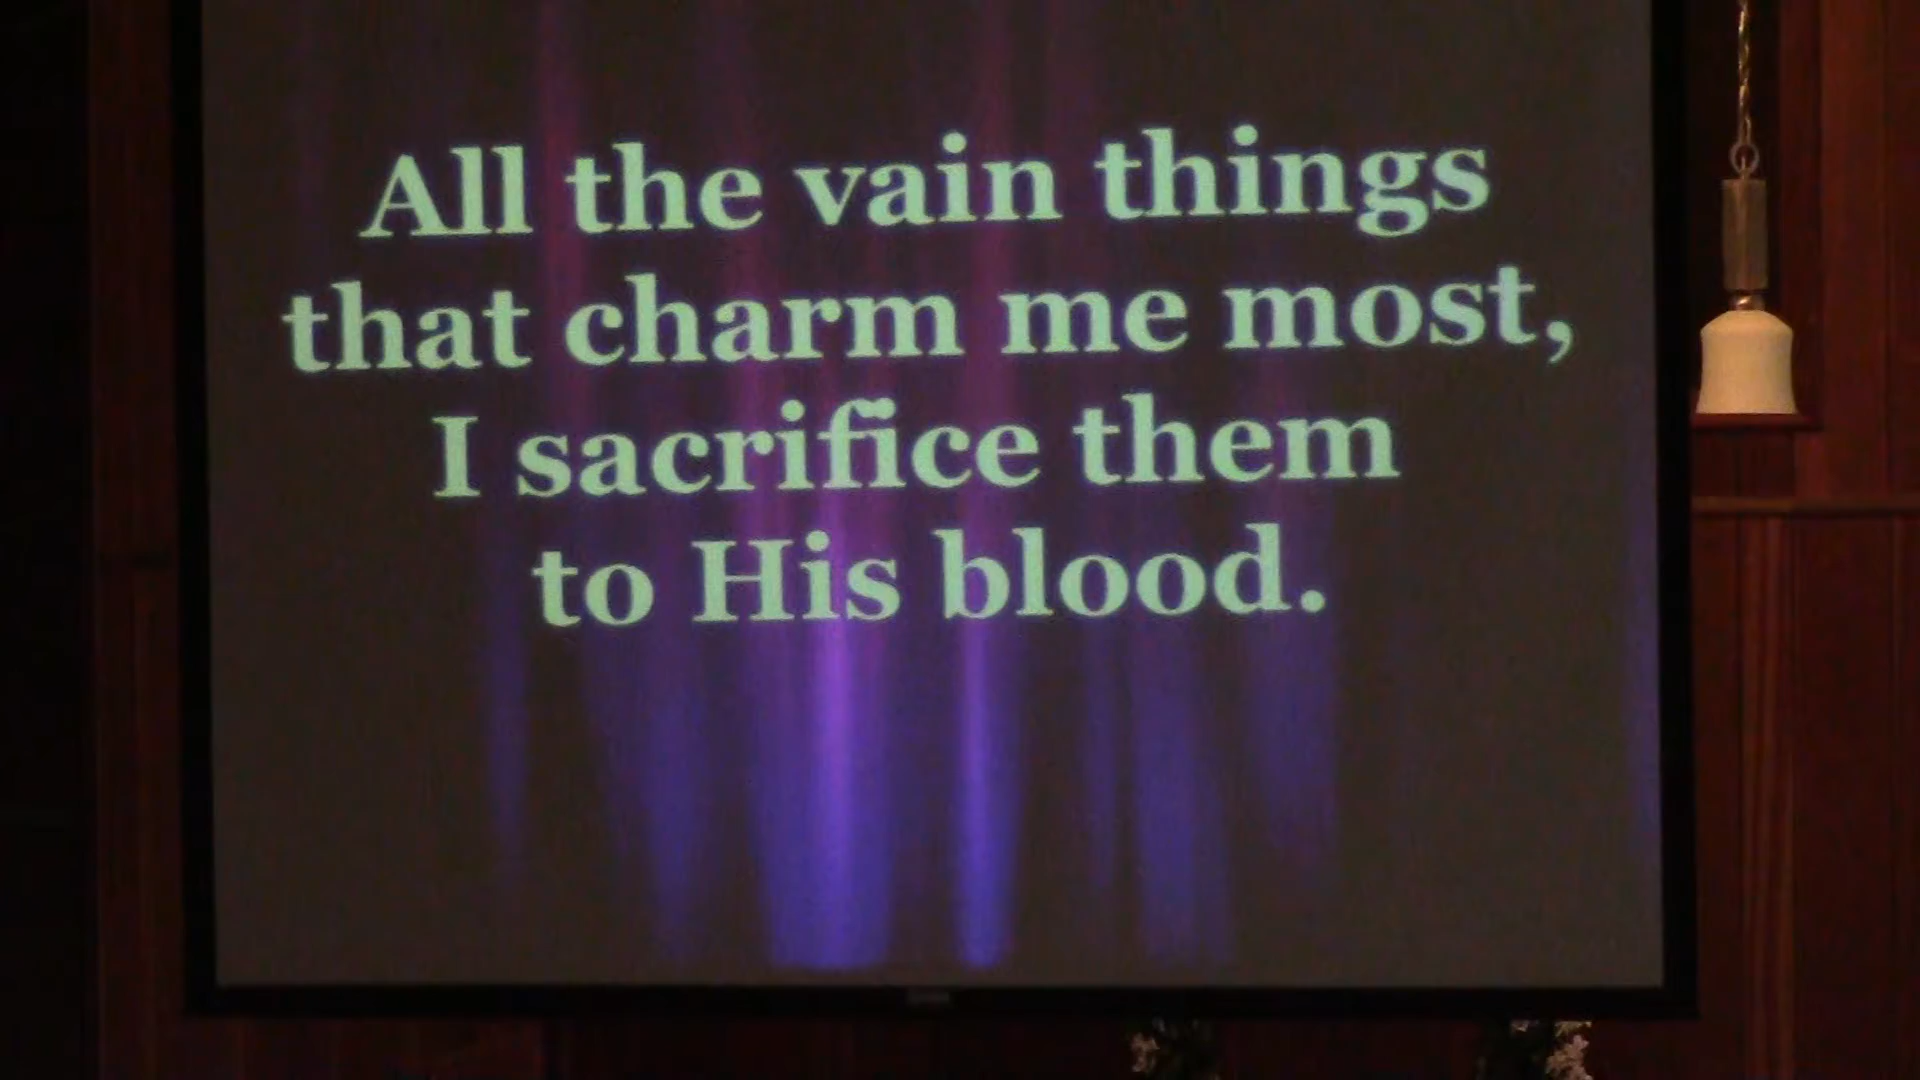 All the vain things
that charm me most,
I sacrifice them
to His blood.